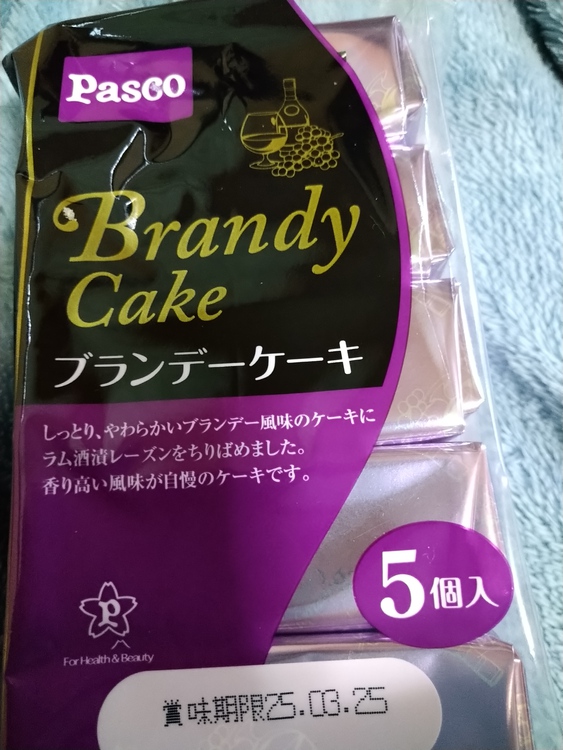 Pasco
Brandy
Cake
ブランデーケーキ
しっとり、やわらかいブランデー風味のケーキに
ラム酒漬レーズンをちりばめました。
香り高い風味が自慢のケーキです。
5個入
P
For Health & Beauty
賞味期限25.03.25